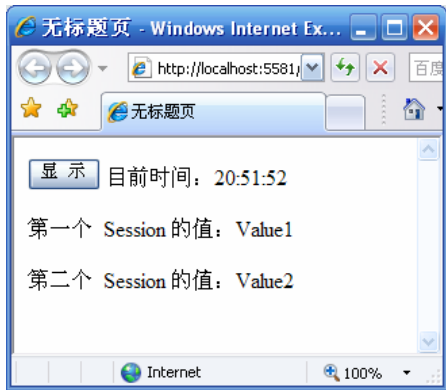 无标题页 - Windows Internet Ex...
http://localhost:5581/
百度
无标题页
显 示 目前时间：20:51:52
第一个 Session 的值：Value1
第二个 Session 的值：Value2
Internet 100%